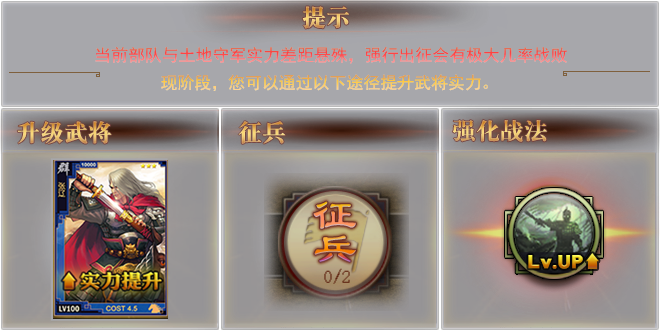 提示
当前部队与土地守军实力差距悬殊，强行出征会有极大几率战败
现阶段，您可以通过以下途径提升武将实力。
升级武将
征兵
强化战法
群
10000
张辽
实力提升
LV100
COST 4.5
征
兵
0/2
Lv.UP